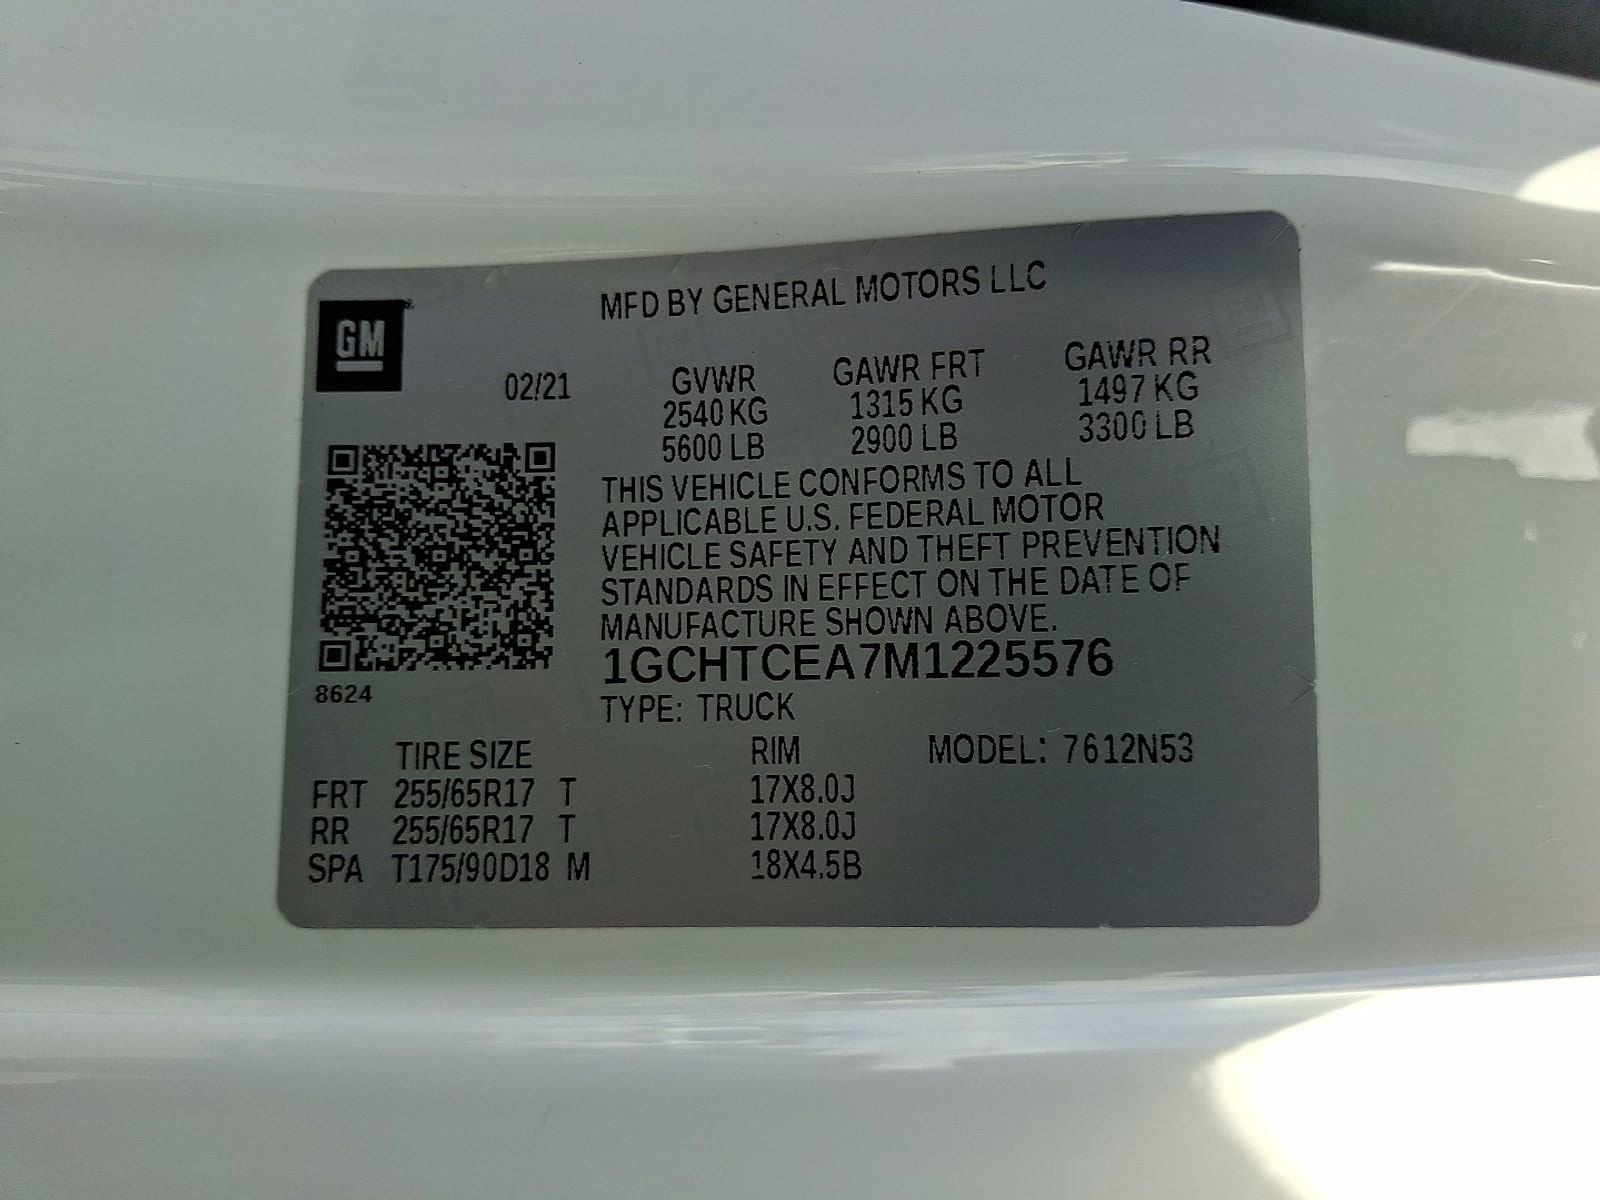 MFD BY GENERAL MOTORS LLC
GM
02/21
GVWR GAWR FRT GAWR RR
2540 KG 1315 KG 1497 KG
5600 LB 2900 LB 3300 LB
THIS VEHICLE CONFORMS TO ALL
APPLICABLE U.S. FEDERAL MOTOR
VEHICLE SAFETY AND THEFT PREVENTION
STANDARDS IN EFFECT ON THE DATE OF
MANUFACTURE SHOWN ABOVE.
1GCHTCEA7M1225576
8624
TYPE: TRUCK
TIRE SIZE RIM MODEL: 7612N53
FRT 255/65R17 T 17X8.0J
RR 255/65R17 T 17X8.0J
SPA T175/90D18 M 18X4.5B